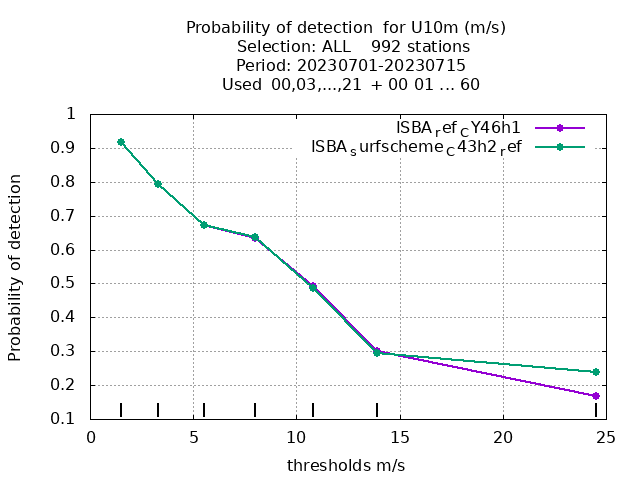 Probability of detection for U10m (m/s)
Selection: ALL 992 stations
Period: 20230701-20230715
Used 00,03,...,21 + 00 01 ... 60
ISBA_ref_CY46h1
ISBA_surfscheme_C43h2_ref
Probability of detection
1
0.9
0.8
0.7
0.6
0.5
0.4
0.3
0.2
0.1
0 5 10 15 20 25
thresholds m/s